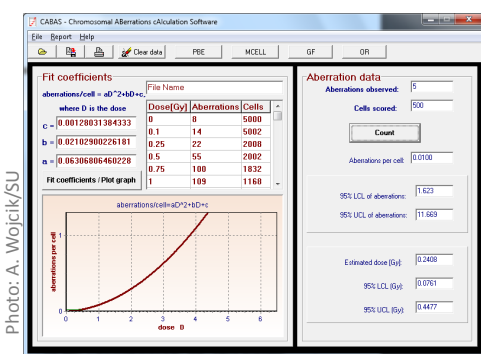 CABAS - Chromosomal ABerrations cAlculation Software
File Report Help
Clear data PBE MCELL GF OR
Fit coefficients
aberrations/cell = aD^2+bD+c,
where D is the dose
c = 0.00128031384333
b = 0.02102900226181
a = 0.06306806460228
Fit coefficients / Plot graph
File Name
Dose[Gy] Aberrations Cells
0 8 5000
0.1 14 5002
0.25 22 2008
0.5 55 2002
0.75 100 1832
1 109 1168
aberrations/cell=aD^2+bD+c
aberrations per cell
1
0
0 1 2 3 4 5 6
dose D
Aberration data
Aberrations observed: 5
Cells scored: 500
Count
Aberrations per cell: 0.0100
95% LCL of aberrations: 1.623
95% UCL of aberrations: 11.669
Estimated dose [Gy]: 0.2408
95% LCL (Gy): 0.0761
95% UCL (Gy): 0.4477
Photo: A. Wojcik/SU